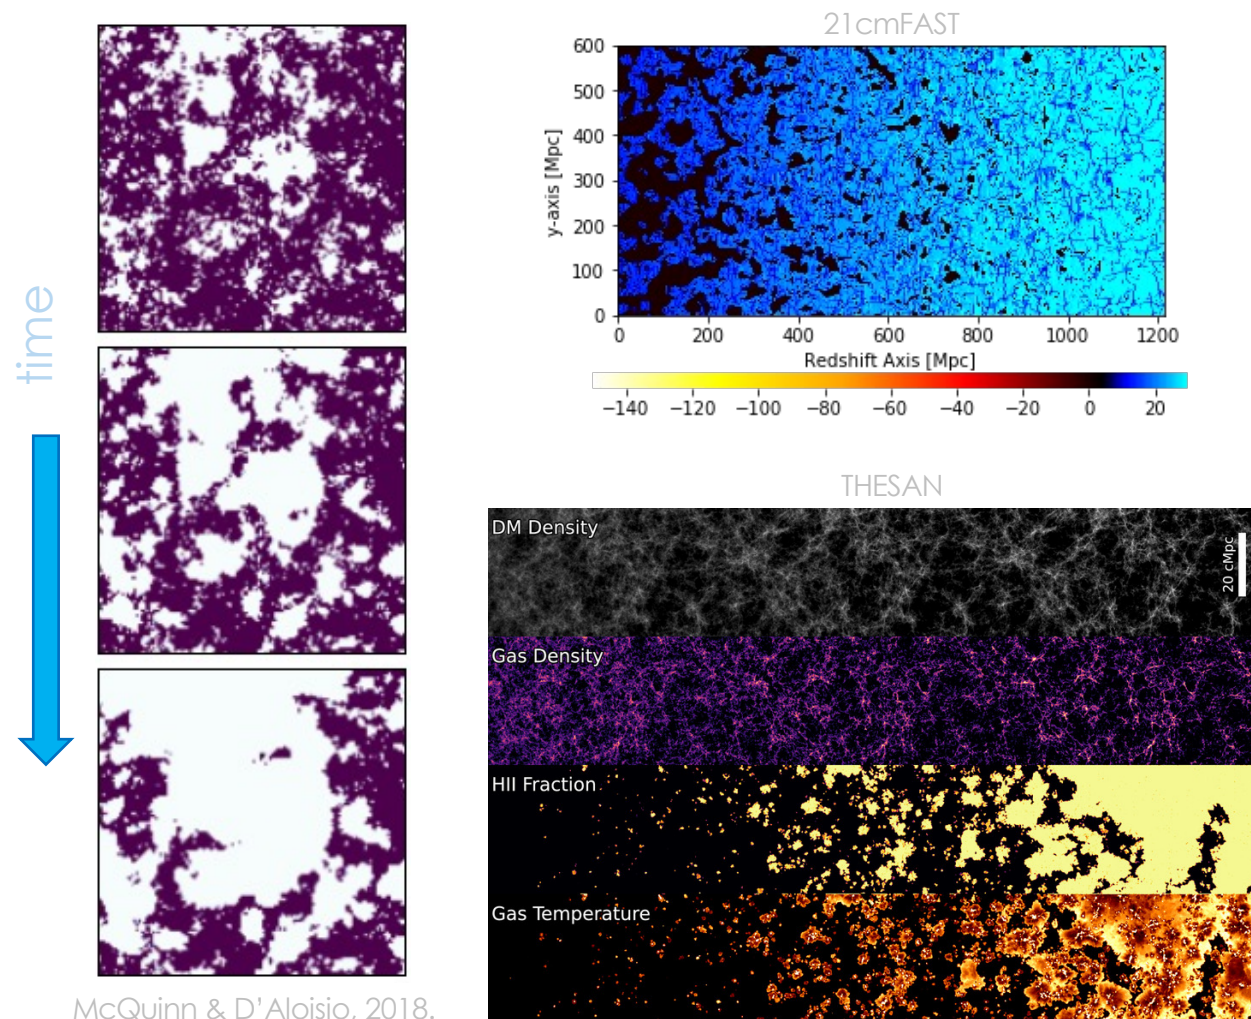 time
McQuinn & D'Aloisio, 2018.
21cmFAST
y-axis [Mpc]
600
500
400
300
200
100
0
0 200 400 600 800 1000 1200
Redshift Axis [Mpc]
−140 −120 −100 −80 −60 −40 −20 0 20
THESAN
DM Density
20 cMpc
Gas Density
HII Fraction
Gas Temperature